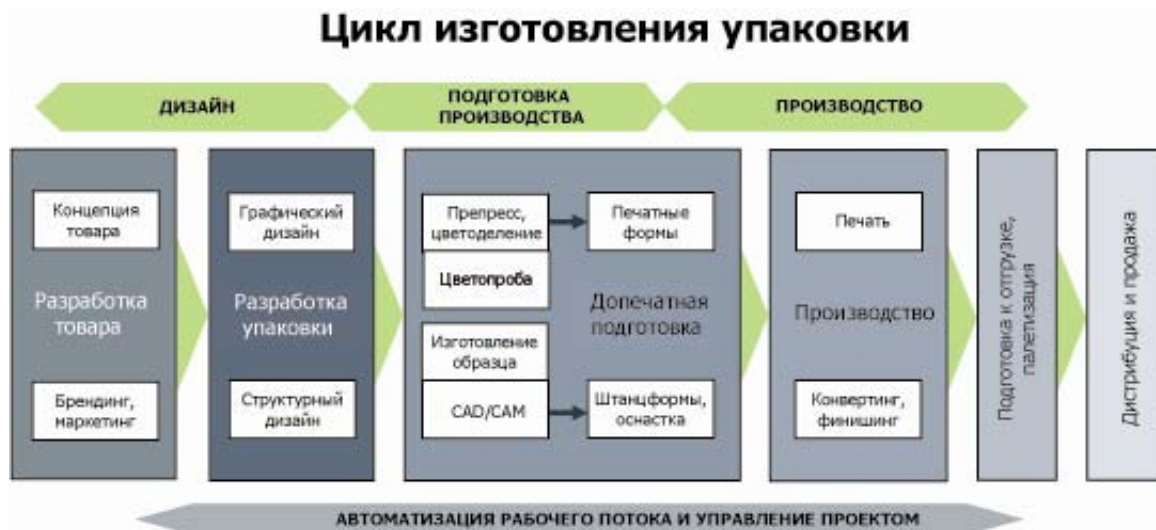 Цикл изготовления упаковки
ДИЗАЙН
ПОДГОТОВКА
ПРОИЗВОДСТВА
ПРОИЗВОДСТВО
Концепция
товара
Разработка
товара
Брендинг,
маркетинг
Графический
дизайн
Разработка
упаковки
Структурный
дизайн
Препресс,
цветоделение
Цветопроба
Изготовление
образца
CAD/CAM
Печатные
формы
Допечатная
подготовка
Штанцформы,
оснастка
Печать
Производство
Конвертинг,
финишинг
Подготовка к отгрузке,
палетизация
Дистрибуция и продажа
АВТОМАТИЗАЦИЯ РАБОЧЕГО ПОТОКА И УПРАВЛЕНИЕ ПРОЕКТОМ